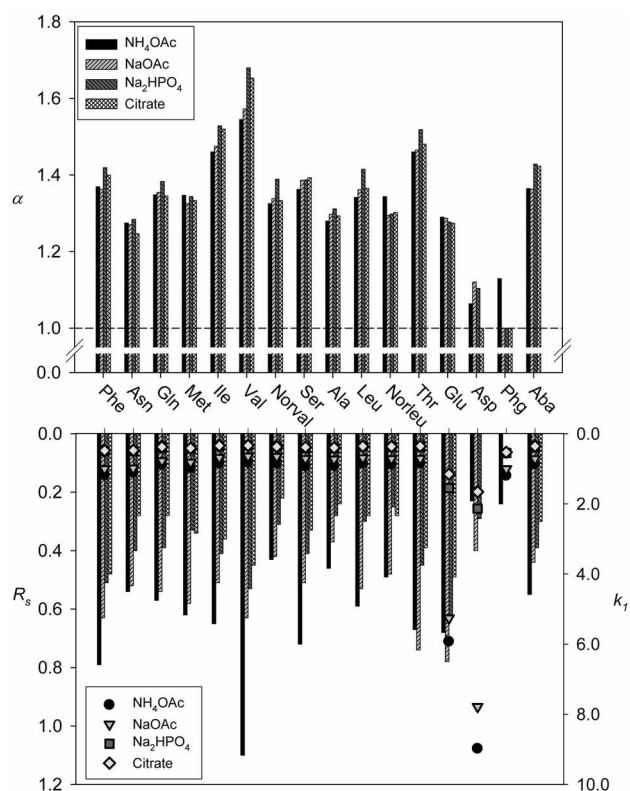 1.8
1.6
1.4
1.2
1.0
0.0
α
NH₄OAc
NaOAc
Na₂HPO₄
Citrate
Phe
Asn
Gln
Met
Ile
Val
Norval
Ser
Ala
Leu
Norleu
Thr
Glu
Asp
Phg
Aba
0.0
0.2
0.4
0.6
0.8
1.0
1.2
Rₛ
0.0
2.0
4.0
6.0
8.0
10.0
k₁
NH₄OAc
NaOAc
Na₂HPO₄
Citrate